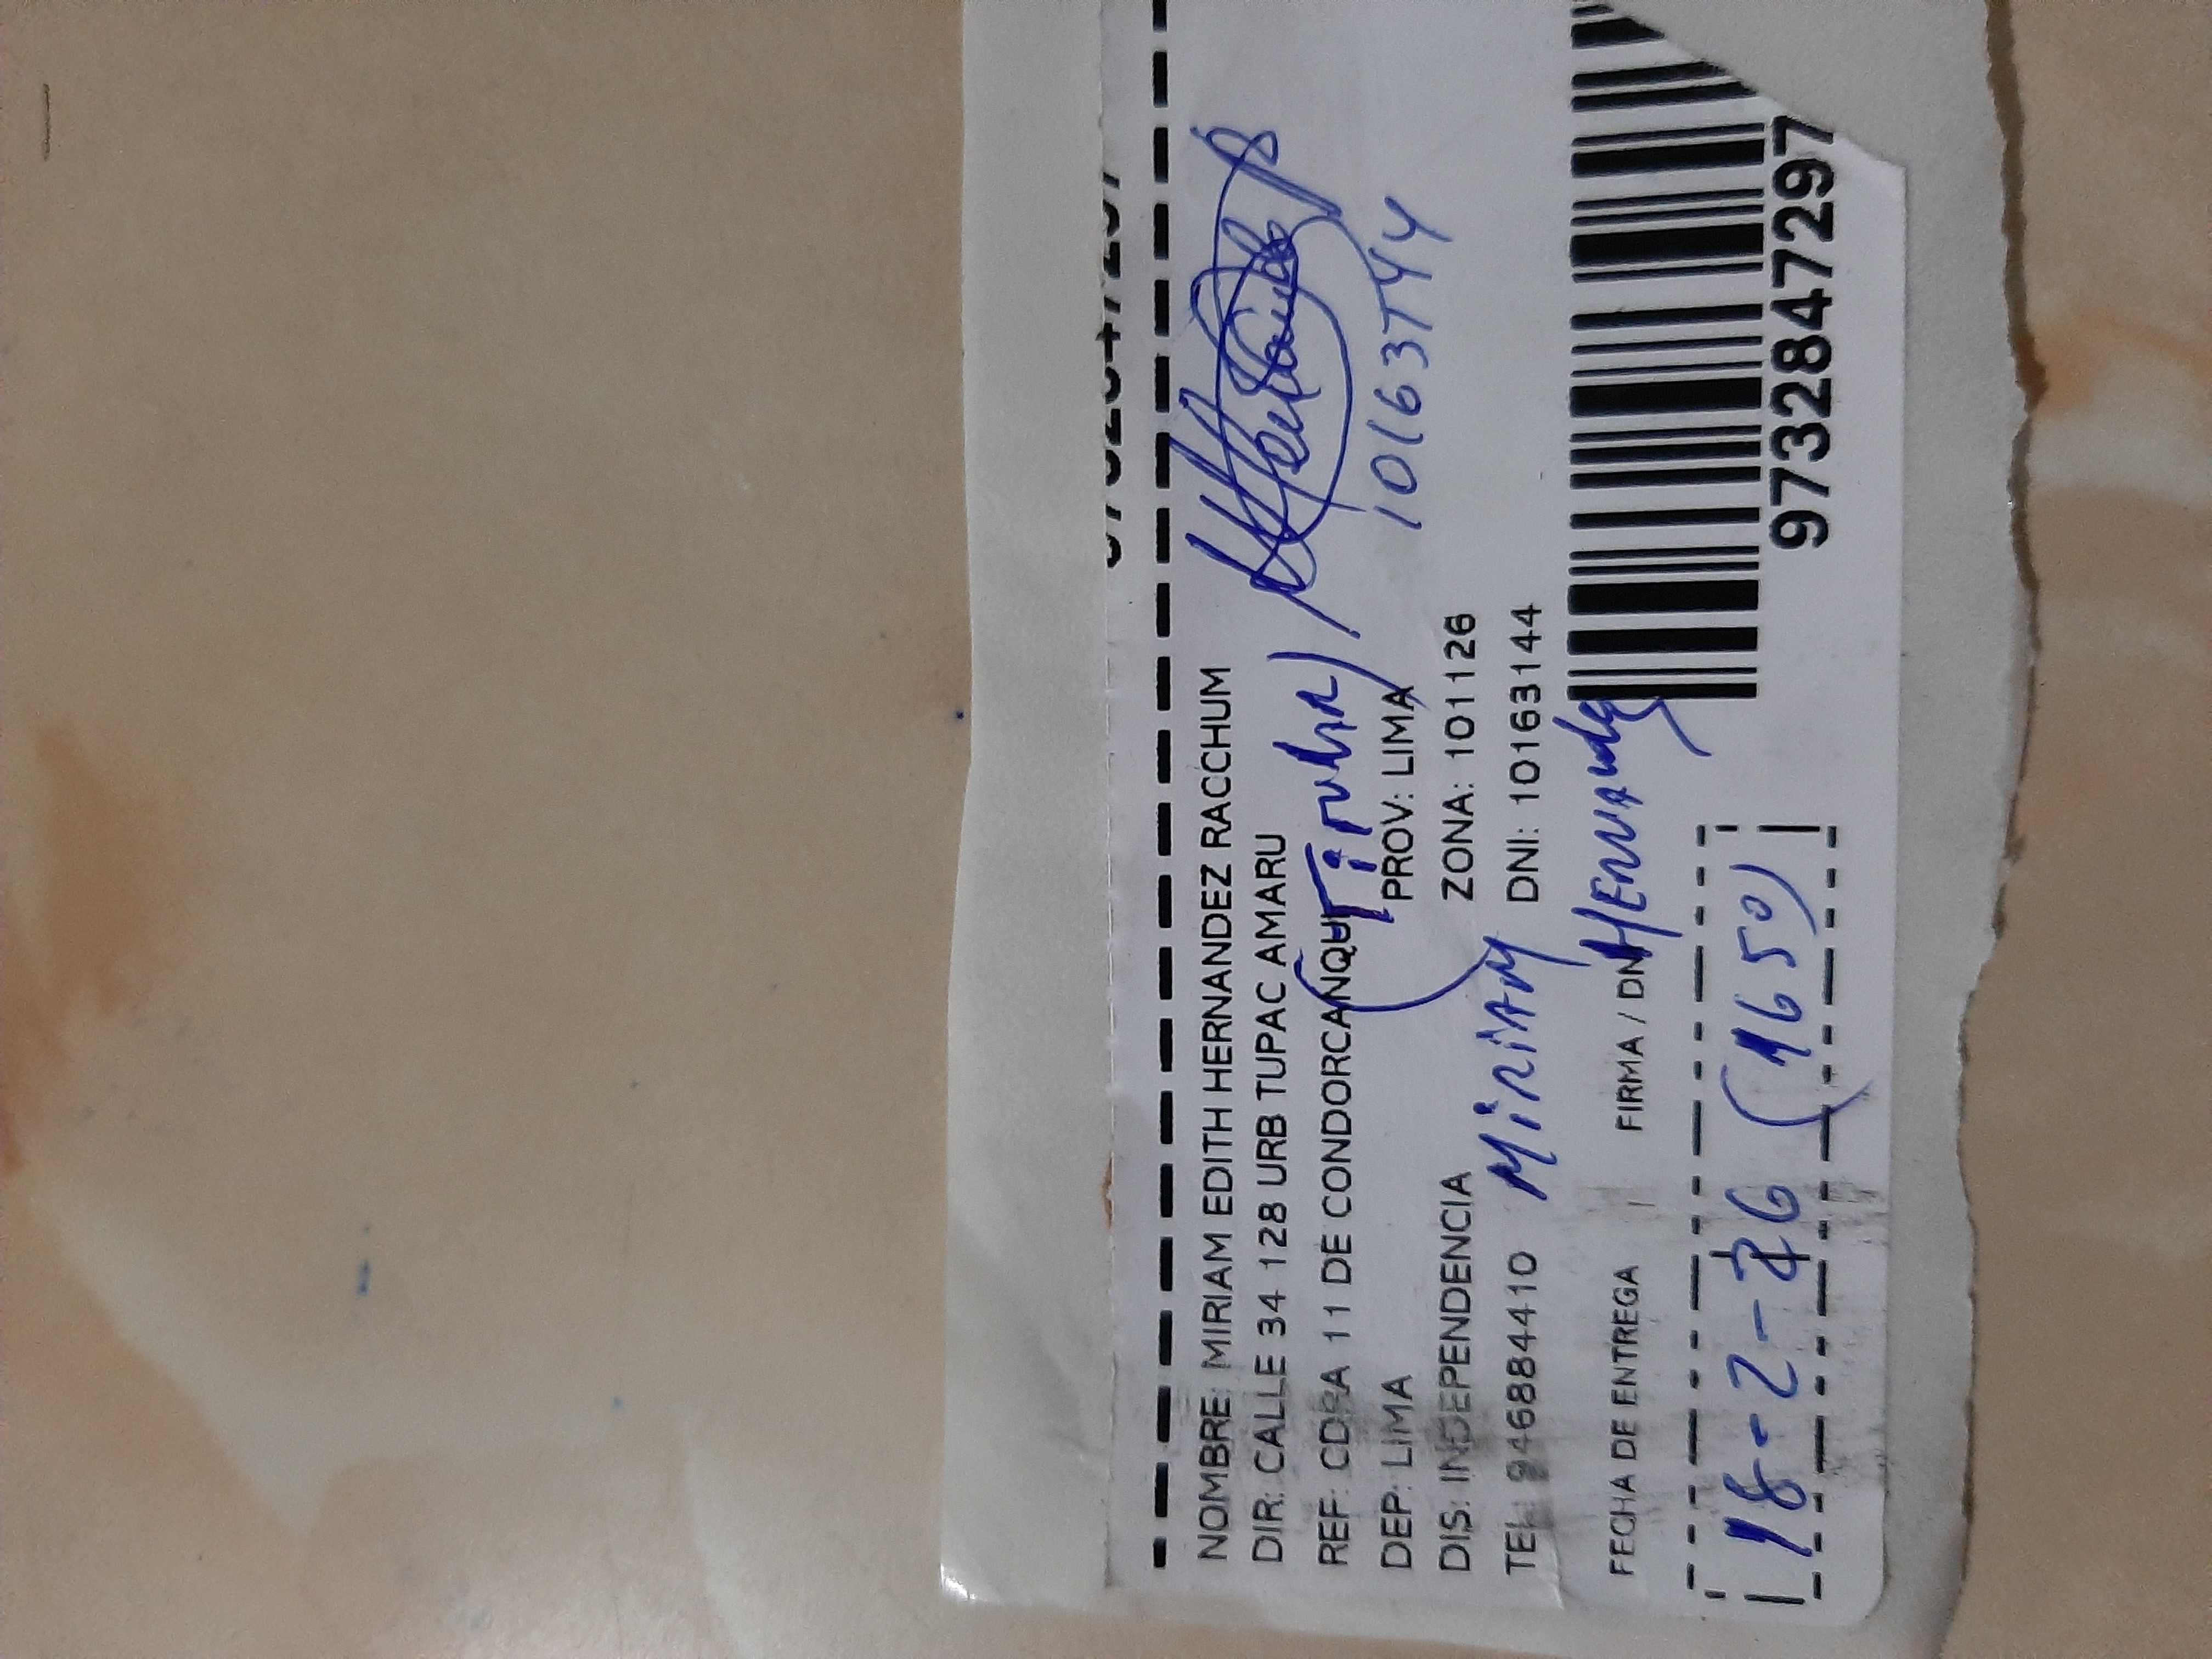 NOMBRE: MIRIAM EDITH HERNANDEZ RACCHUM
DIR: CALLE 34 128 URB TUPAC AMARU
REF: CDRA 11 DE CONDORCANQUI
(Titular)
10163144
DEP: LIMA PROV: LIMA
DIS: INDEPENDENCIA ZONA: 101126
TEL: 946884410 DNI: 10163144
Miriam Hernandez
FECHA DE ENTREGA FIRMA / DNI
18-2-26 (1650)
9732847297